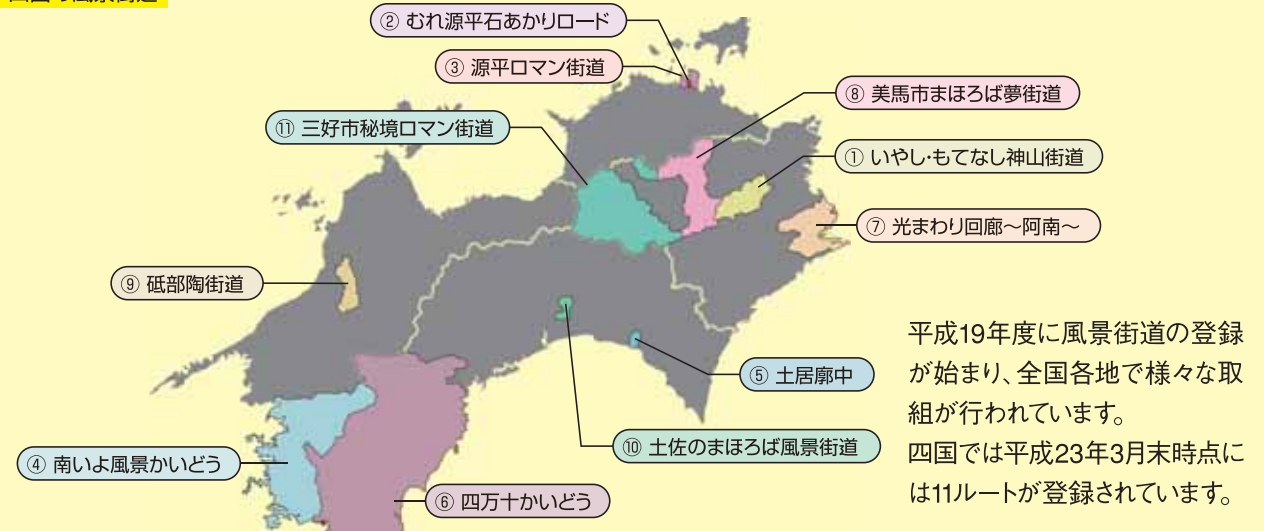 四国の風景街道
② むれ源平石あかりロード
③ 源平ロマン街道
⑧ 美馬市まほろば夢街道
⑪ 三好市秘境ロマン街道
① いやし・もてなし神山街道
⑦ 光まわり回廊〜阿南〜
⑨ 砥部陶街道
平成19年度に風景街道の登録
が始まり、全国各地で様々な取
組が行われています。
四国では平成23年3月末時点に
は11ルートが登録されています。
⑤ 土居廓中
⑩ 土佐のまほろば風景街道
④ 南いよ風景かいどう
⑥ 四万十かいどう